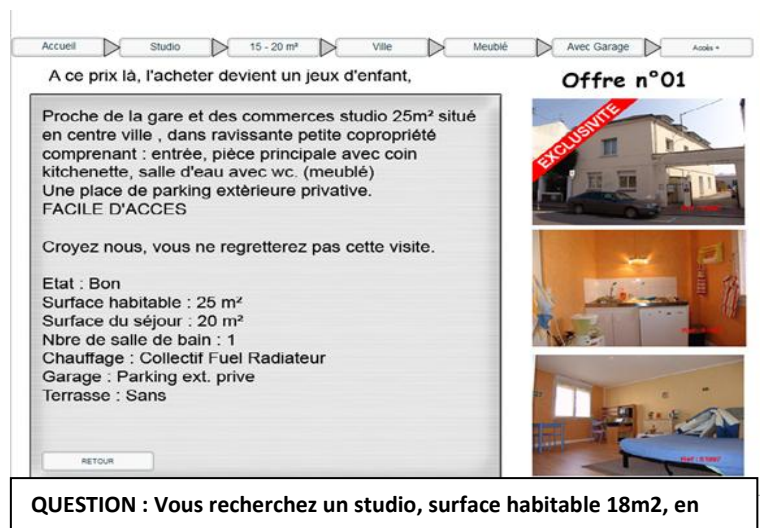 Accueil
Studio
15 - 20 m²
Ville
Meublé
Avec Garage
Accès +
A ce prix là, l'acheter devient un jeux d'enfant,
Offre n°01
Proche de la gare et des commerces studio 25m² situé
en centre ville , dans ravissante petite copropriété
comprenant : entrée, pièce principale avec coin
kitchenette, salle d'eau avec wc. (meublé)
Une place de parking extèrieure privative.
FACILE D'ACCES
Croyez nous, vous ne regretterez pas cette visite.
Etat : Bon
Surface habitable : 25 m²
Surface du séjour : 20 m²
Nbre de salle de bain : 1
Chauffage : Collectif Fuel Radiateur
Garage : Parking ext. prive
Terrasse : Sans
RETOUR
EXCLUSIVITE
QUESTION : Vous recherchez un studio, surface habitable 18m2, en